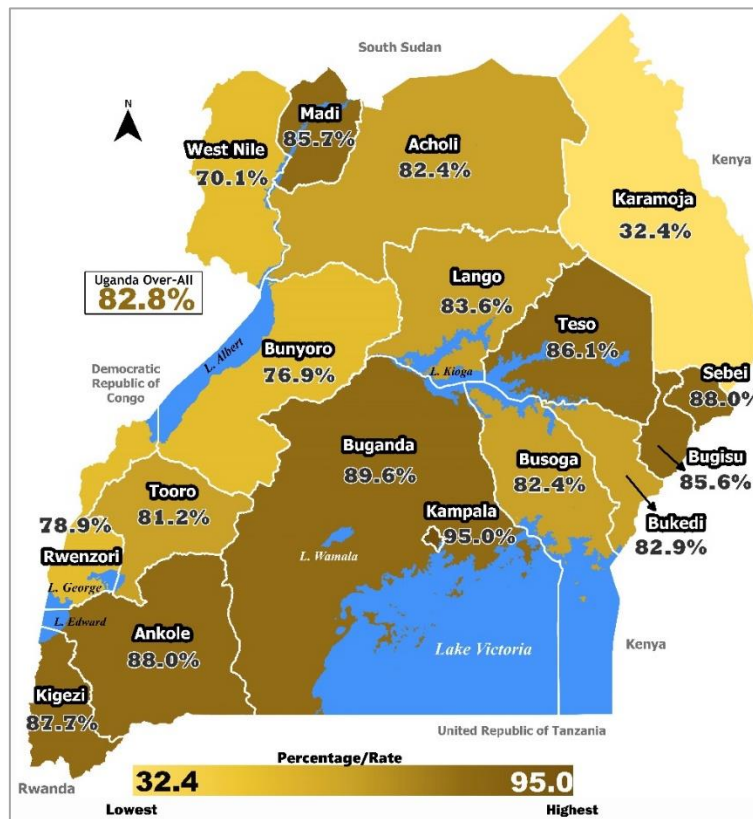 South Sudan
N
Madi
85.7%
West Nile
70.1%
Acholi
82.4%
Kenya
Karamoja
32.4%
Uganda Over-All
82.8%
Lango
83.6%
Teso
86.1%
L. Albert
Democratic
Republic of
Congo
Bunyoro
76.9%
L. Kioga
Sebei
88.0%
Buganda
89.6%
Busoga
82.4%
Bugisu
85.6%
Tooro
81.2%
Kampala
95.0%
Bukedi
82.9%
78.9%
Rwenzori
L. Wamala
L. George
L. Edward
Ankole
88.0%
Lake Victoria
Kenya
Kigezi
87.7%
United Republic of Tanzania
Percentage/Rate
32.4
95.0
Rwanda
Lowest
Highest